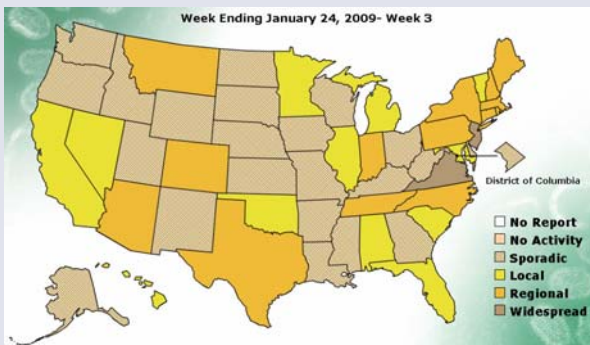 Week Ending January 24, 2009- Week 3
District of Columbia
No Report
No Activity
Sporadic
Local
Regional
Widespread